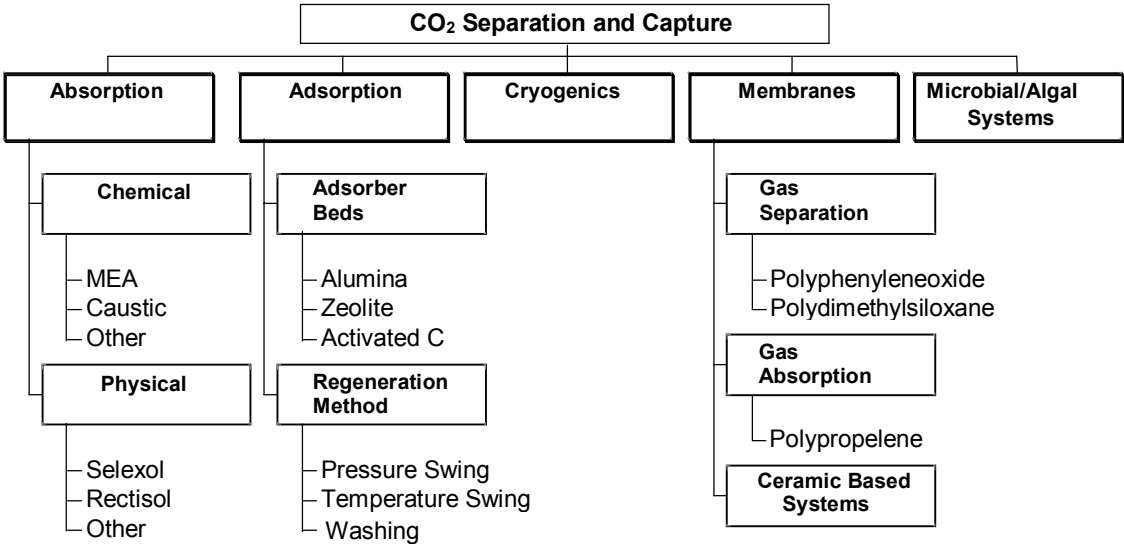 CO₂ Separation and Capture
Absorption
Adsorption
Cryogenics
Membranes
Microbial/Algal
Systems
Chemical
MEA
Caustic
Other
Physical
Selexol
Rectisol
Other
Adsorber
Beds
Alumina
Zeolite
Activated C
Regeneration
Method
Pressure Swing
Temperature Swing
Washing
Gas
Separation
Polyphenyleneoxide
Polydimethylsiloxane
Gas
Absorption
Polypropelene
Ceramic Based
Systems